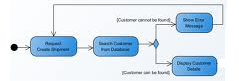 [Customer cannot be found]
Show Error
Message
Request
Create Shipment
Search Customer
from Database
Display Customer
Details
[Customer can be found]